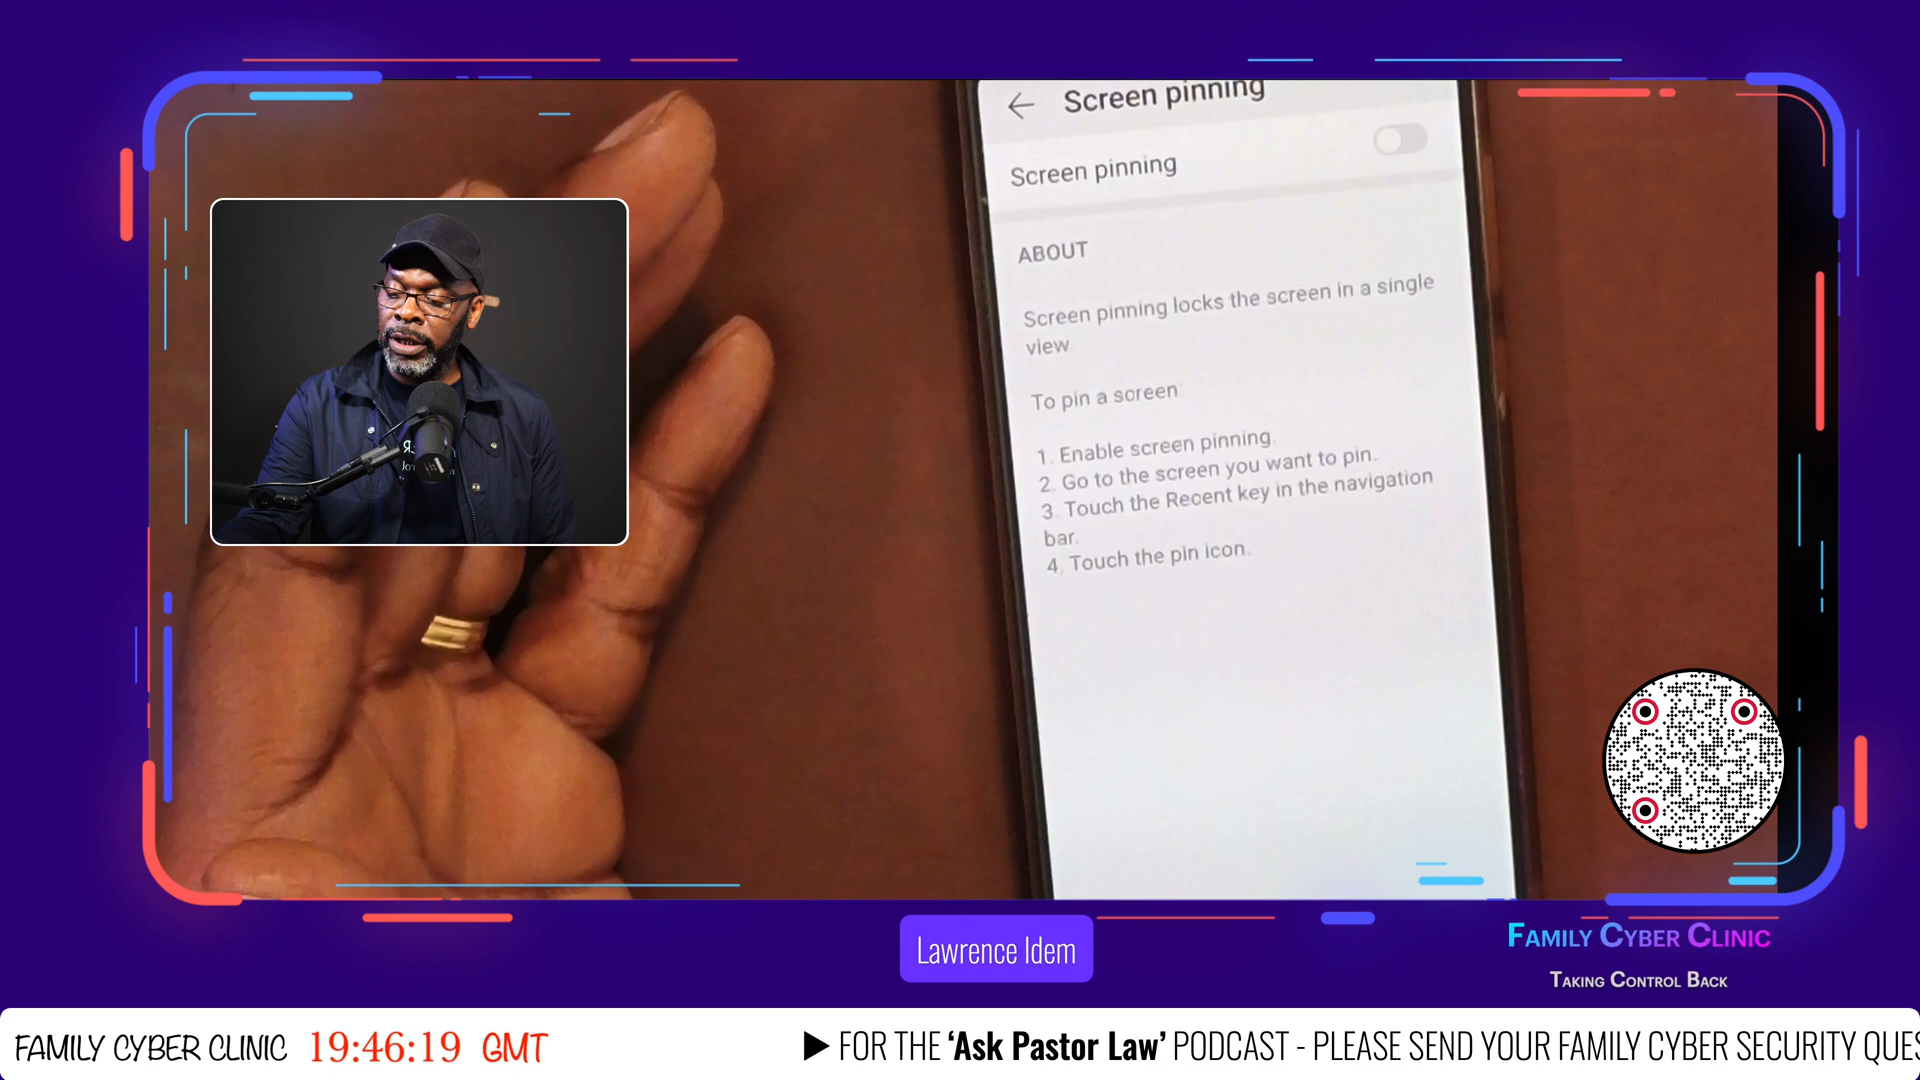 Screen pinning
Screen pinning
ABOUT
Screen pinning locks the screen in a single
view
To pin a screen
1. Enable screen pinning.
2. Go to the screen you want to pin.
3. Touch the Recent key in the navigation
bar.
4. Touch the pin icon.
Lawrence Idem
FAMILY CYBER CLINIC
TAKING CONTROL BACK
FAMILY CYBER CLINIC 19:46:19 GMT
▶ FOR THE ‘Ask Pastor Law’ PODCAST - PLEASE SEND YOUR FAMILY CYBER SECURITY QUES